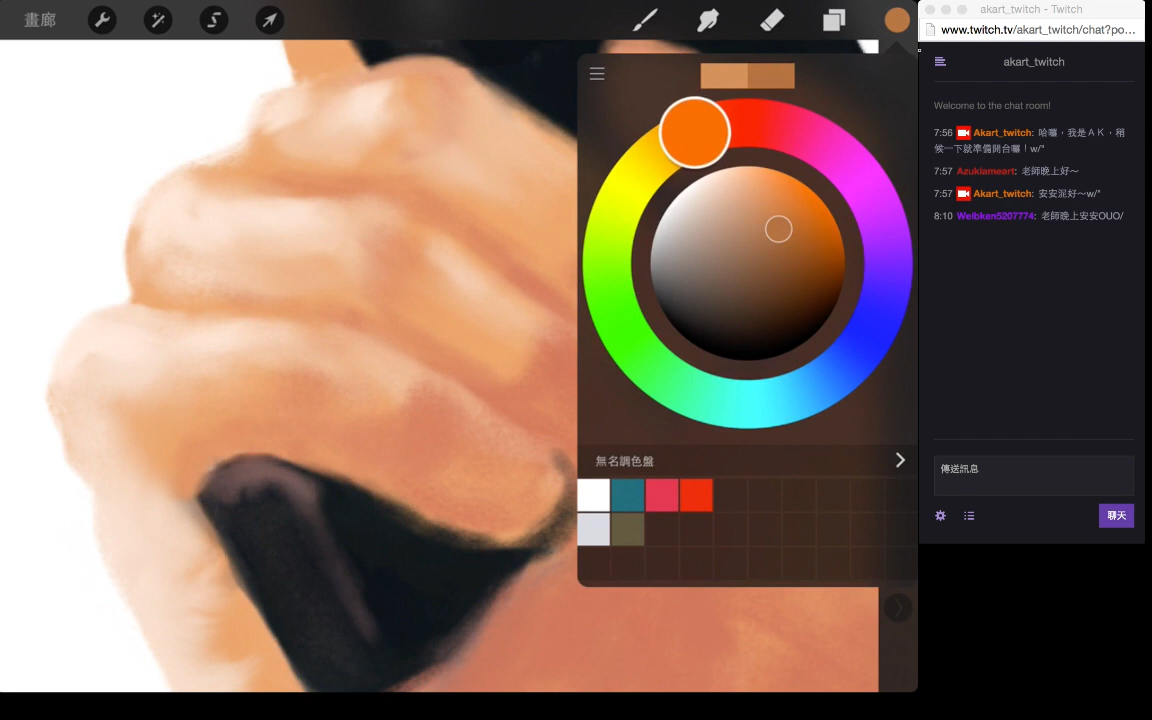 畫廊
無名調色盤
akart_twitch - Twitch
www.twitch.tv/akart_twitch/chat?po...
akart_twitch
Welcome to the chat room!
7:56 Akart_twitch: 哈囉，我是ＡＫ，稍
候一下就準備開台囉！w/"
7:57 Azukiameart: 老師晚上好～
7:57 Akart_twitch: 安安泥好～w/"
8:10 Weibken5207774: 老師晚上安安OUO/
傳送訊息
聊天